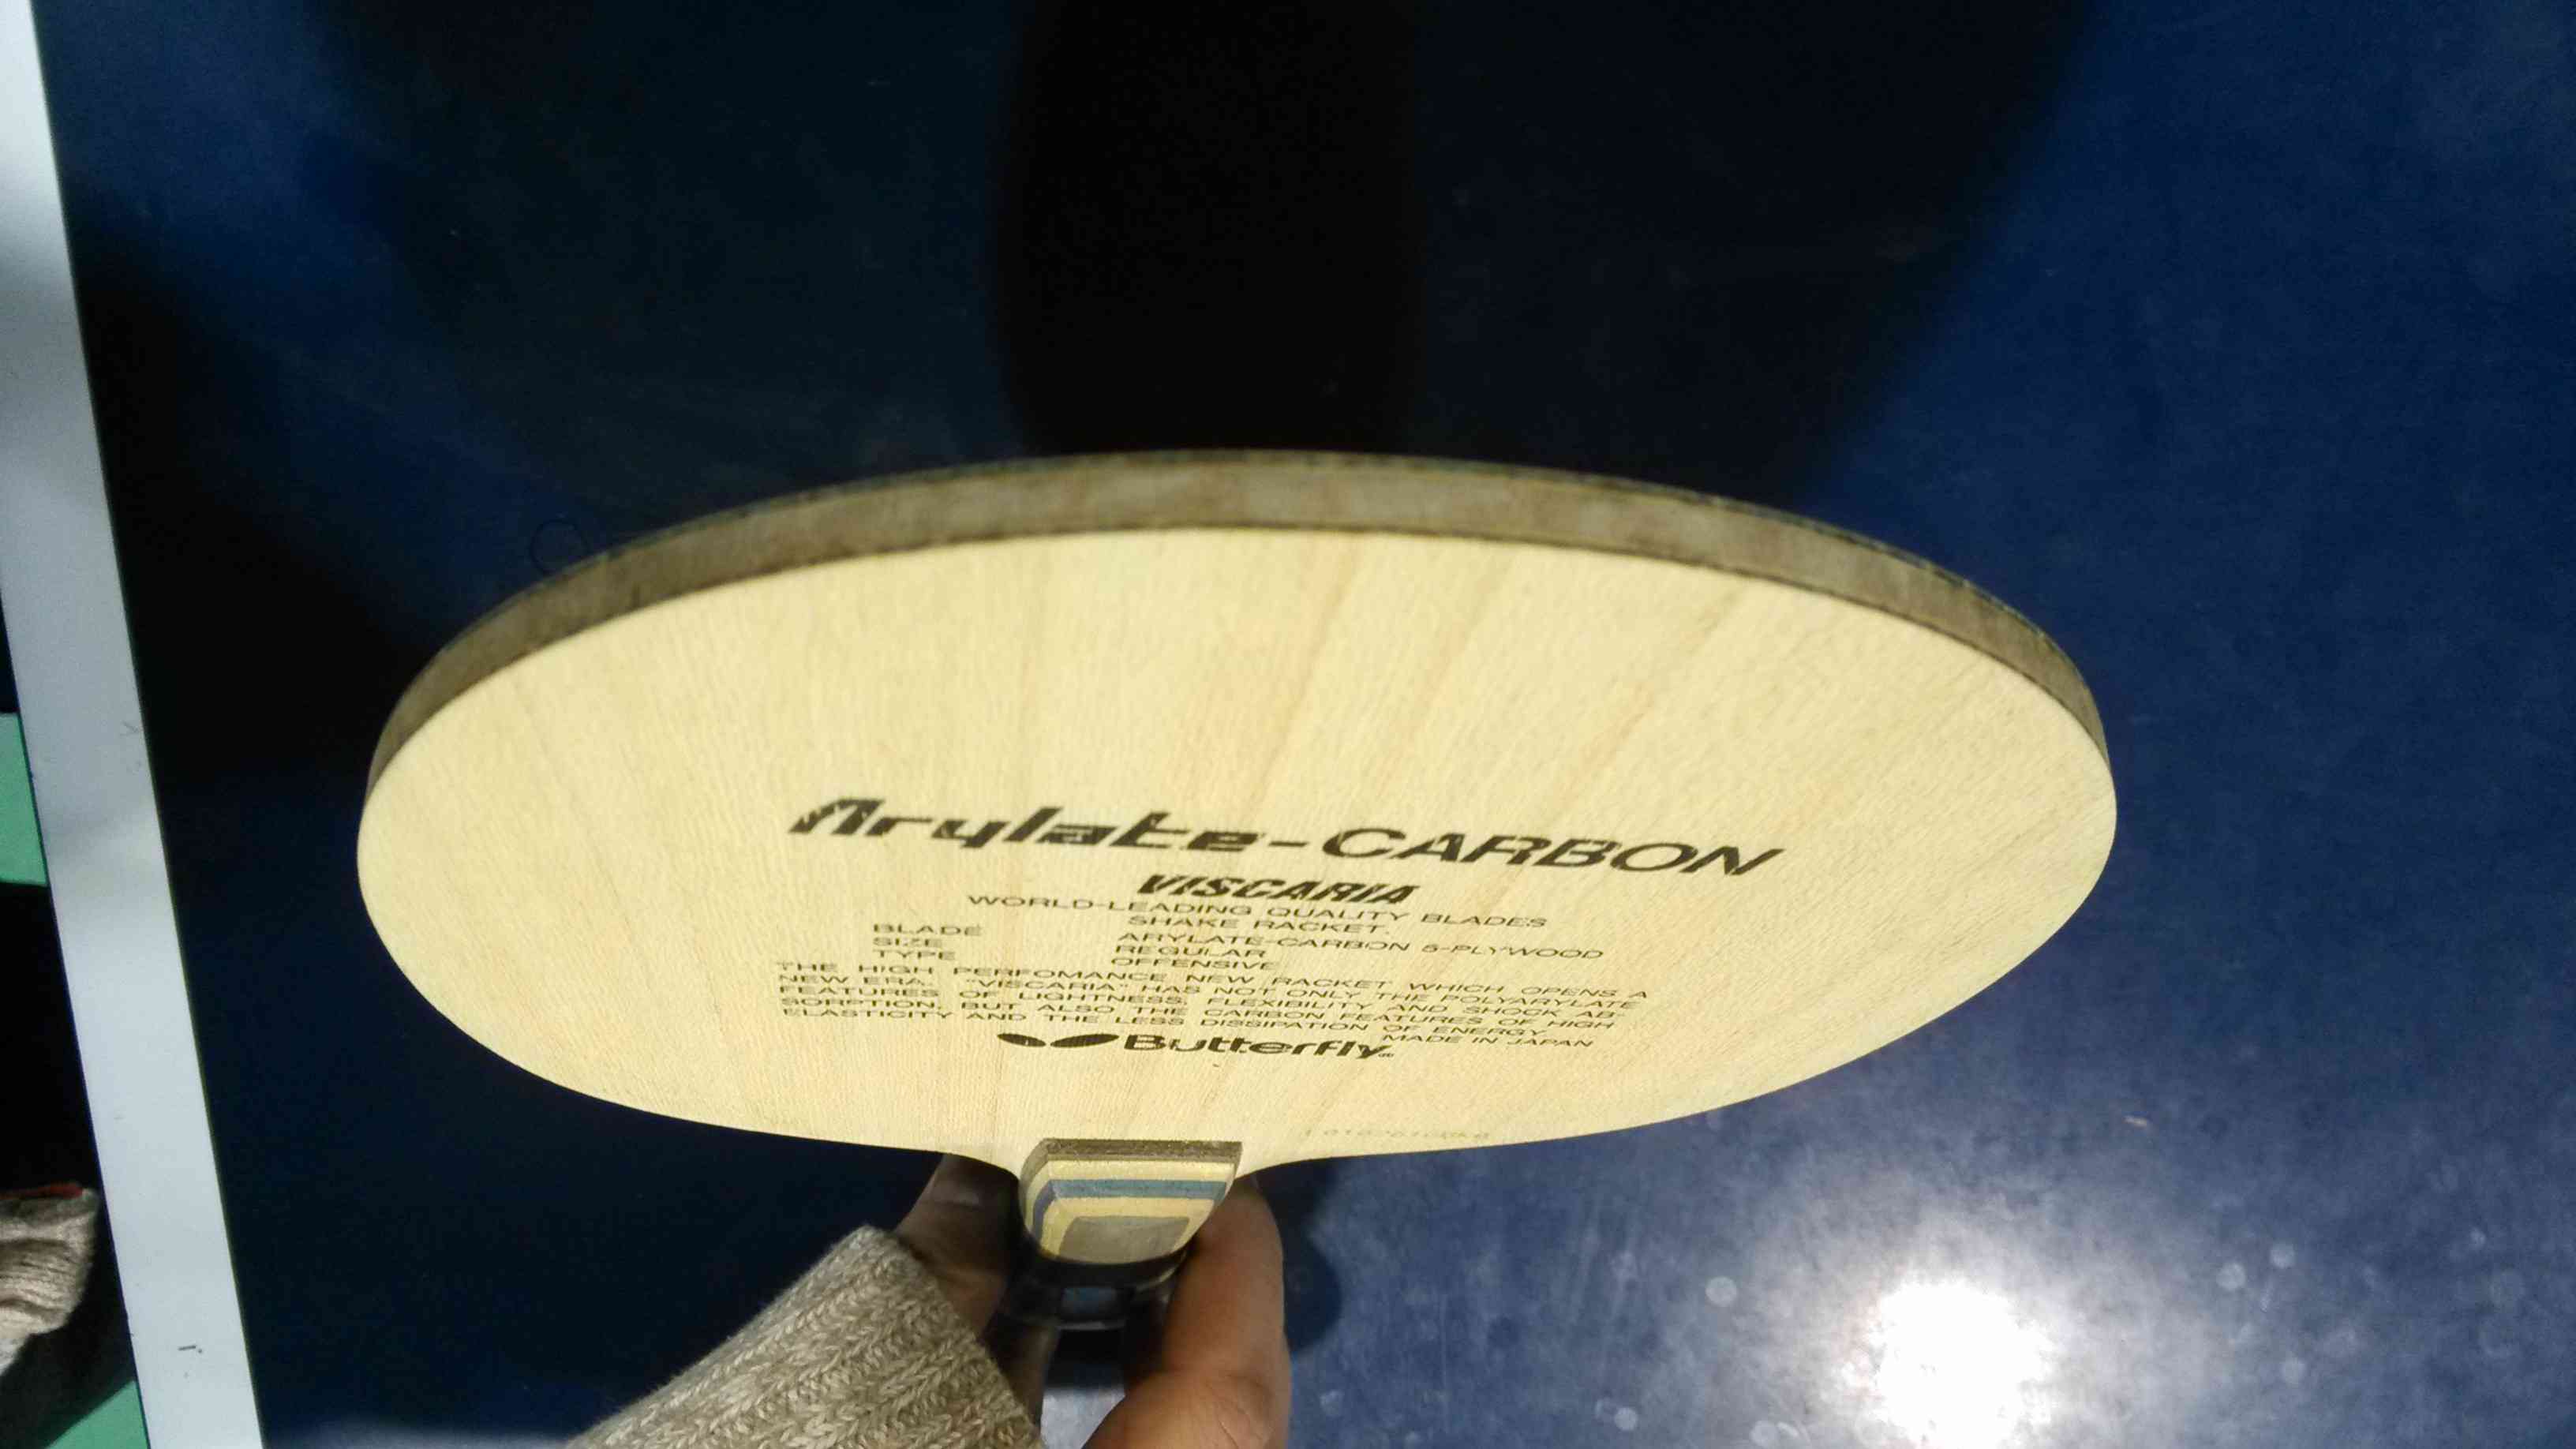 Arylate-CARBON
VISCARIA
WORLD-LEADING QUALITY BLADES
SHAKE RACKET.
BLADE ARYLATE-CARBON 5-PLYWOOD
SIZE REGULAR
TYPE OFFENSIVE
THE HIGH PERFOMANCE NEW RACKET WHICH OPENS A
NEW ERA. "VISCARIA" HAS NOT ONLY THE POLYARYLATE
FEATURES OF LIGHTNESS, FLEXIBILITY AND SHOCK AB-
SORPTION, BUT ALSO THE CARBON FEATURES OF HIGH
ELASTICITY AND THE LESS DISSIPATION OF ENERGY
MADE IN JAPAN
Butterfly